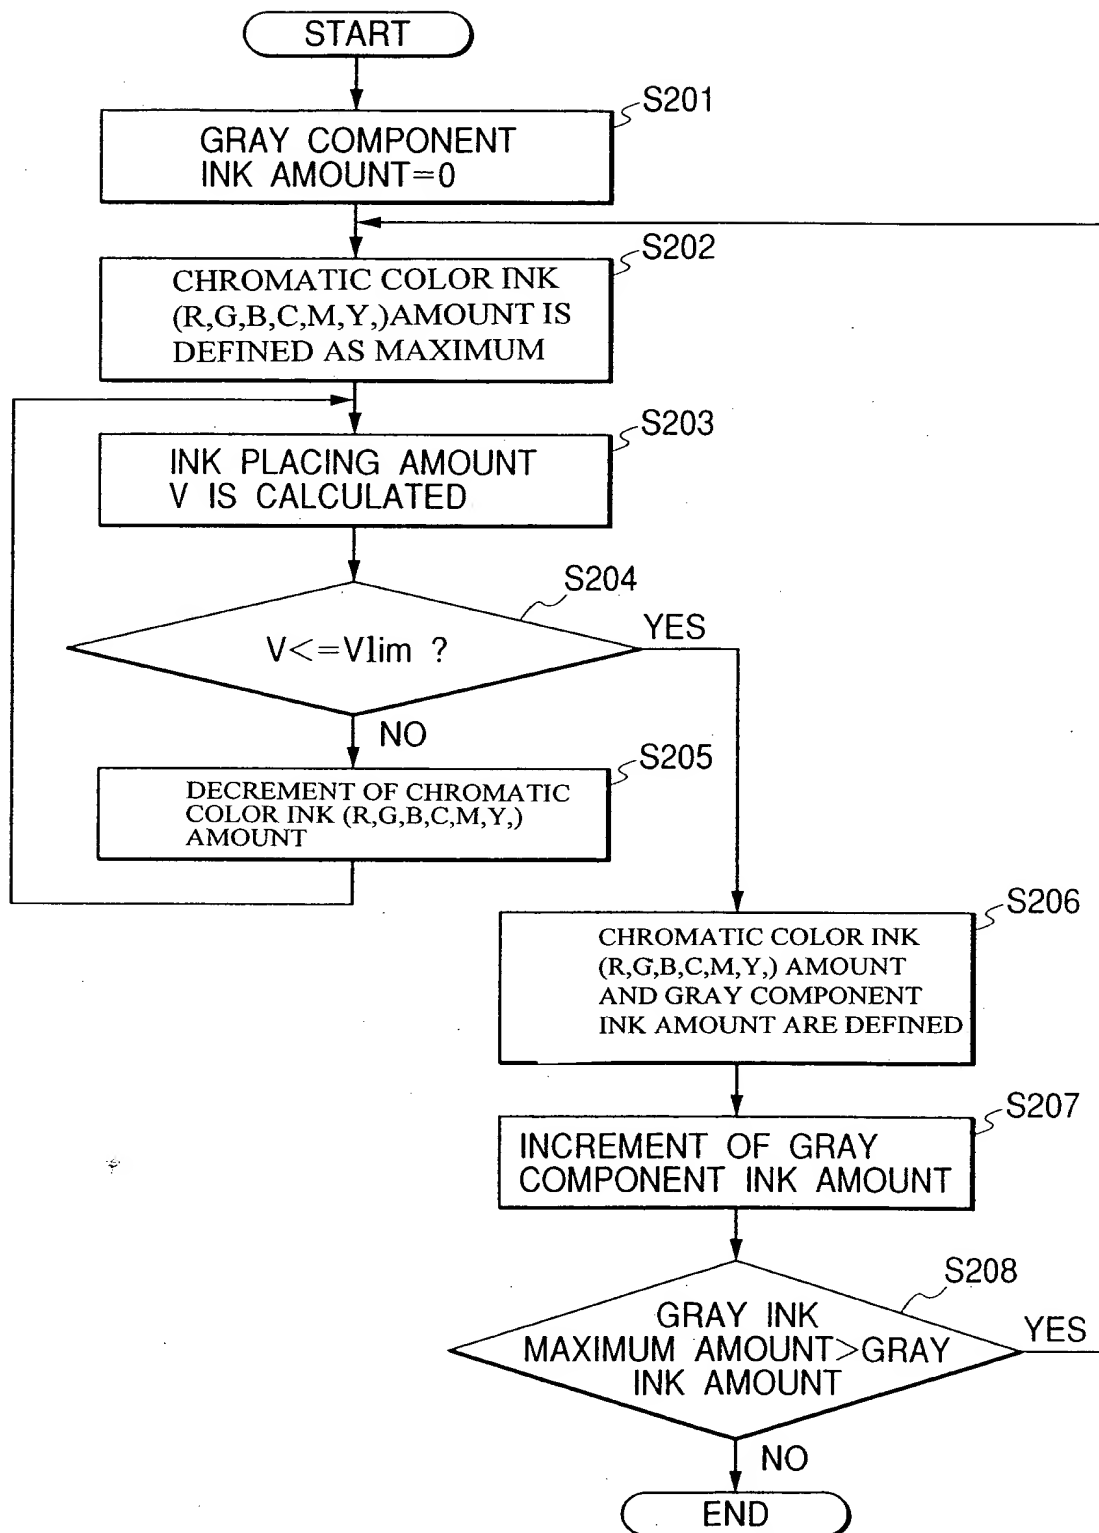 START
S201
GRAY COMPONENT
INK AMOUNT=0
S202
CHROMATIC COLOR INK
(R,G,B,C,M,Y,)AMOUNT IS
DEFINED AS MAXIMUM
S203
INK PLACING AMOUNT
V IS CALCULATED
S204
V<=Vlim ?
YES
NO
S205
DECREMENT OF CHROMATIC
COLOR INK (R,G,B,C,M,Y,)
AMOUNT
S206
CHROMATIC COLOR INK
(R,G,B,C,M,Y,) AMOUNT
AND GRAY COMPONENT
INK AMOUNT ARE DEFINED
S207
INCREMENT OF GRAY
COMPONENT INK AMOUNT
S208
GRAY INK
MAXIMUM AMOUNT>GRAY
INK AMOUNT
YES
NO
END